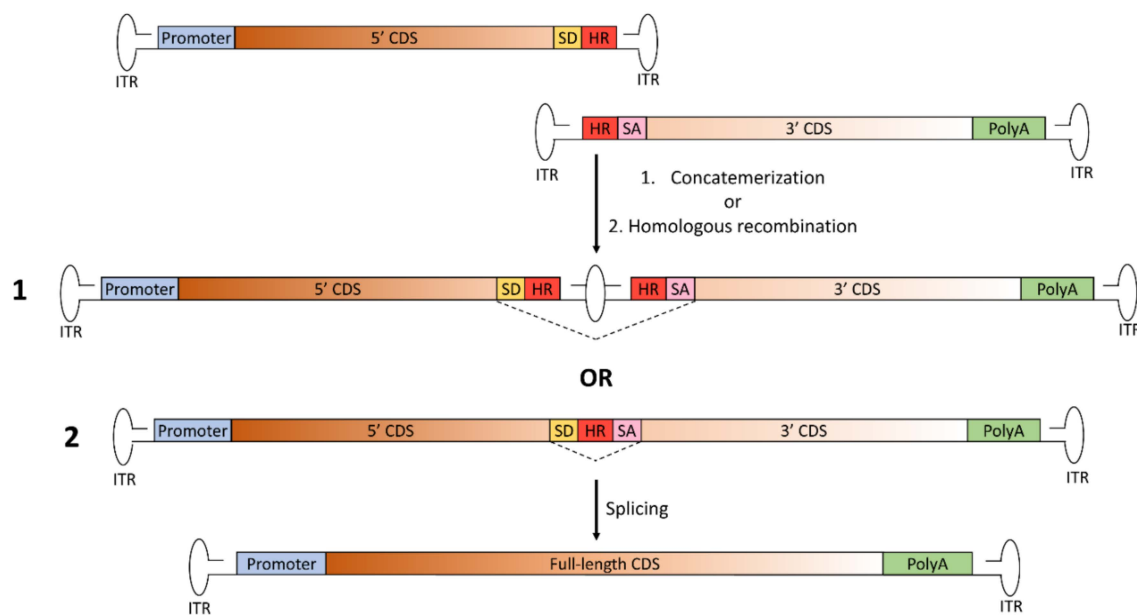 Promoter 5' CDS SD HR
ITR ITR
HR SA 3' CDS PolyA
ITR ITR
1. Concatemerization
or
2. Homologous recombination
1 Promoter 5' CDS SD HR HR SA 3' CDS PolyA
ITR ITR
OR
2 Promoter 5' CDS SD HR SA 3' CDS PolyA
ITR ITR
Splicing
Promoter Full-length CDS PolyA
ITR ITR